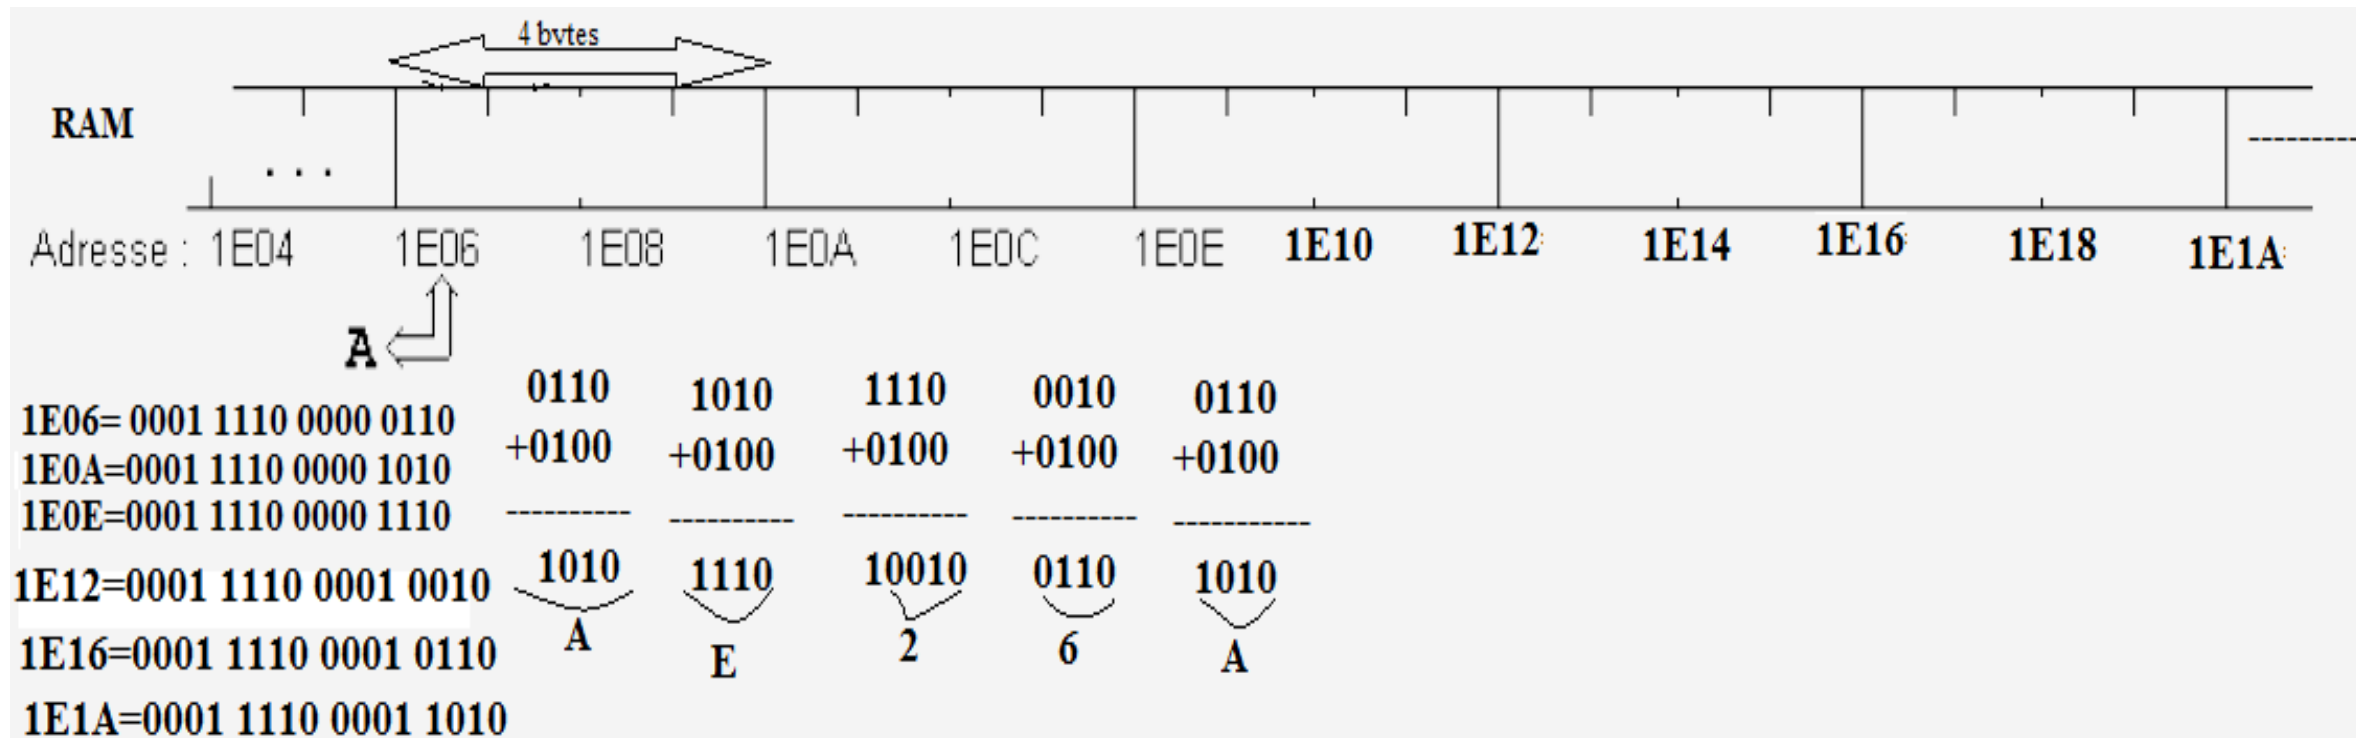 4 bytes
RAM
. . .
Adresse : 1E04 1E06 1E08 1E0A 1E0C 1E0E 1E10 1E12: 1E14 1E16: 1E18 1E1A:
A
0110 1010 1110 0010 0110
1E06= 0001 1110 0000 0110
+0100 +0100 +0100 +0100 +0100
1E0A=0001 1110 0000 1010
1E0E=0001 1110 0000 1110
---------- ---------- ---------- ---------- -----------
1E12=0001 1110 0001 0010
1010 1110 10010 0110 1010
1E16=0001 1110 0001 0110
A E 2 6 A
1E1A=0001 1110 0001 1010